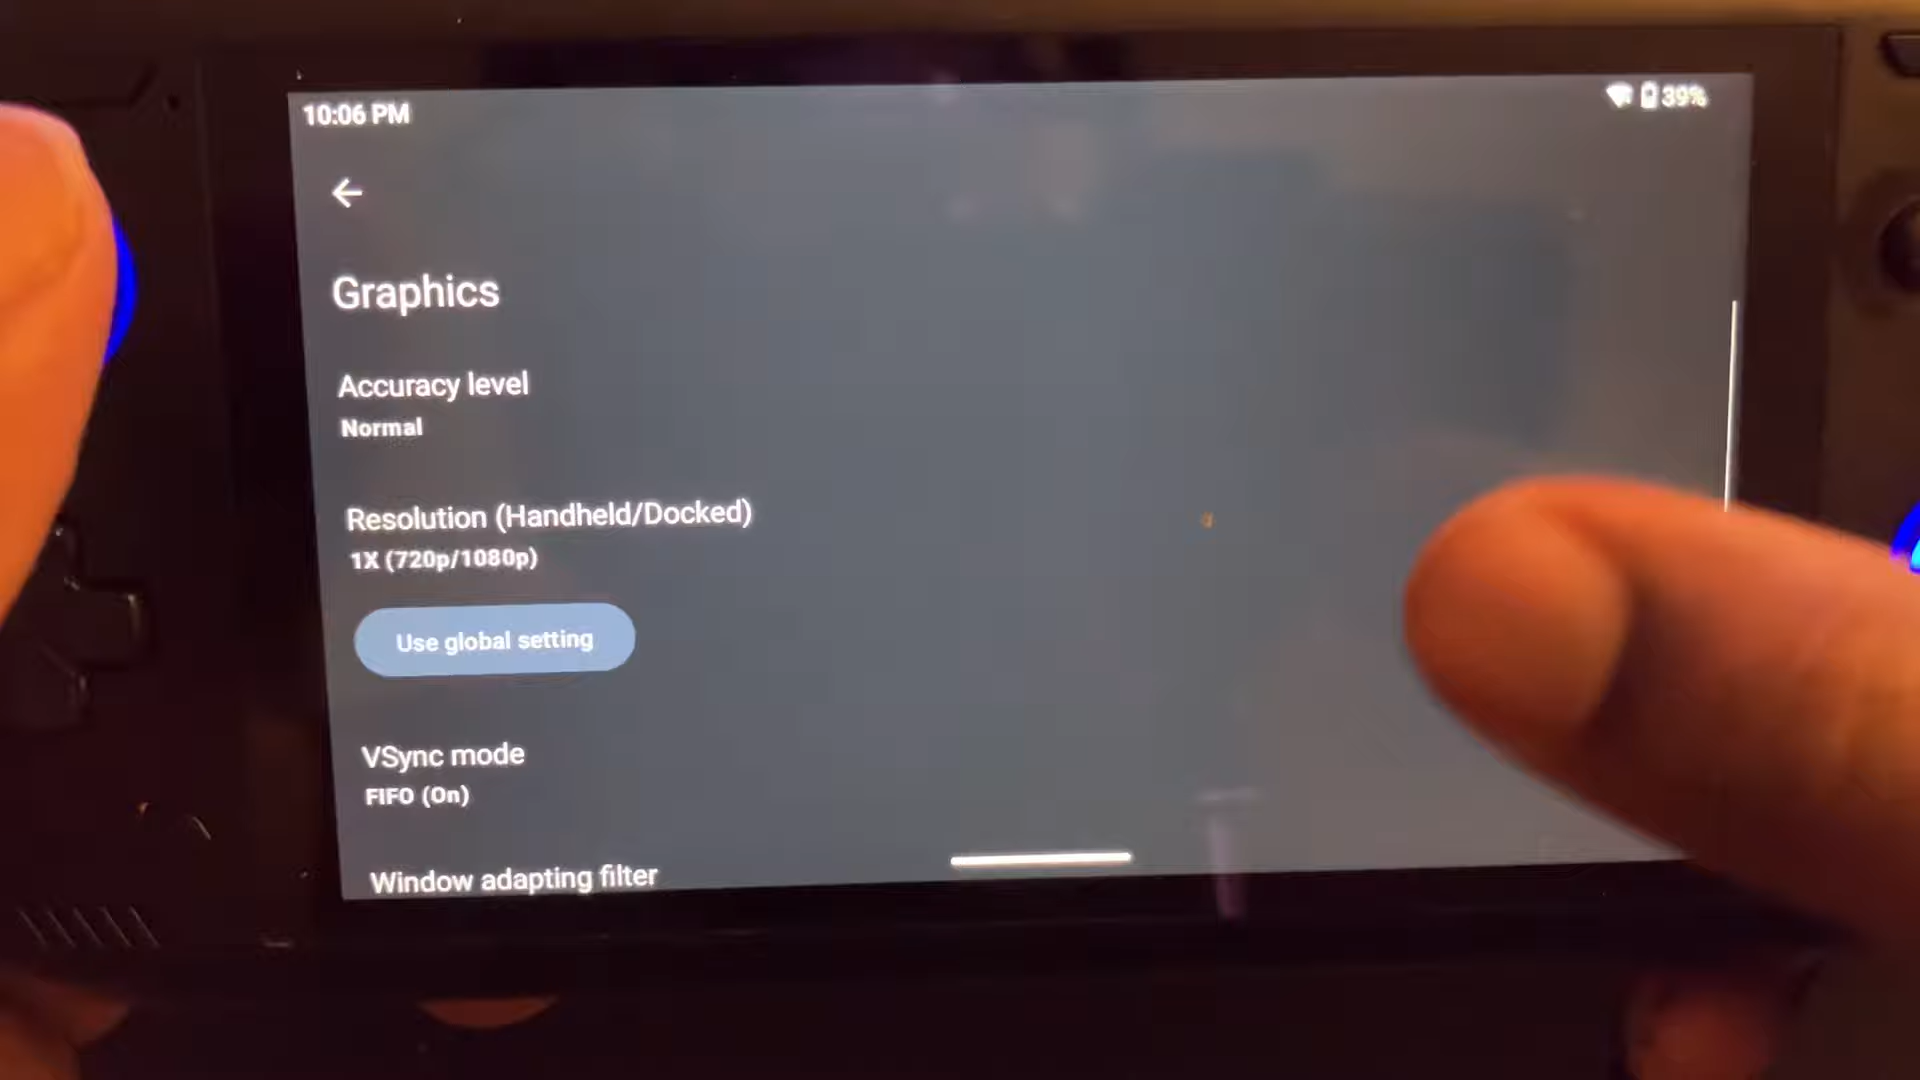 10:06 PM
39%
Graphics
Accuracy level
Normal
Resolution (Handheld/Docked)
1X (720p/1080p)
Use global setting
VSync mode
FIFO (On)
Window adapting filter